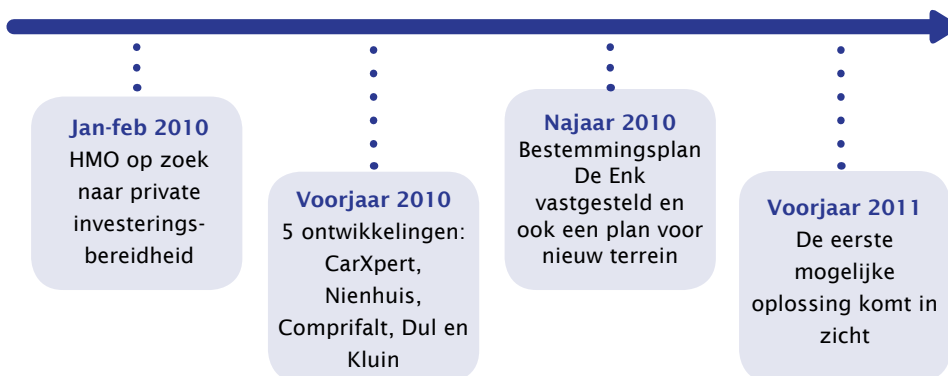 Jan-feb 2010
HMO op zoek
naar private
investerings-
bereidheid
Voorjaar 2010
5 ontwikkelingen:
CarXpert,
Nienhuis,
Comprifalt, Dul en
Kluin
Najaar 2010
Bestemmingsplan
De Enk
vastgesteld en
ook een plan voor
nieuw terrein
Voorjaar 2011
De eerste
mogelijke
oplossing komt in
zicht